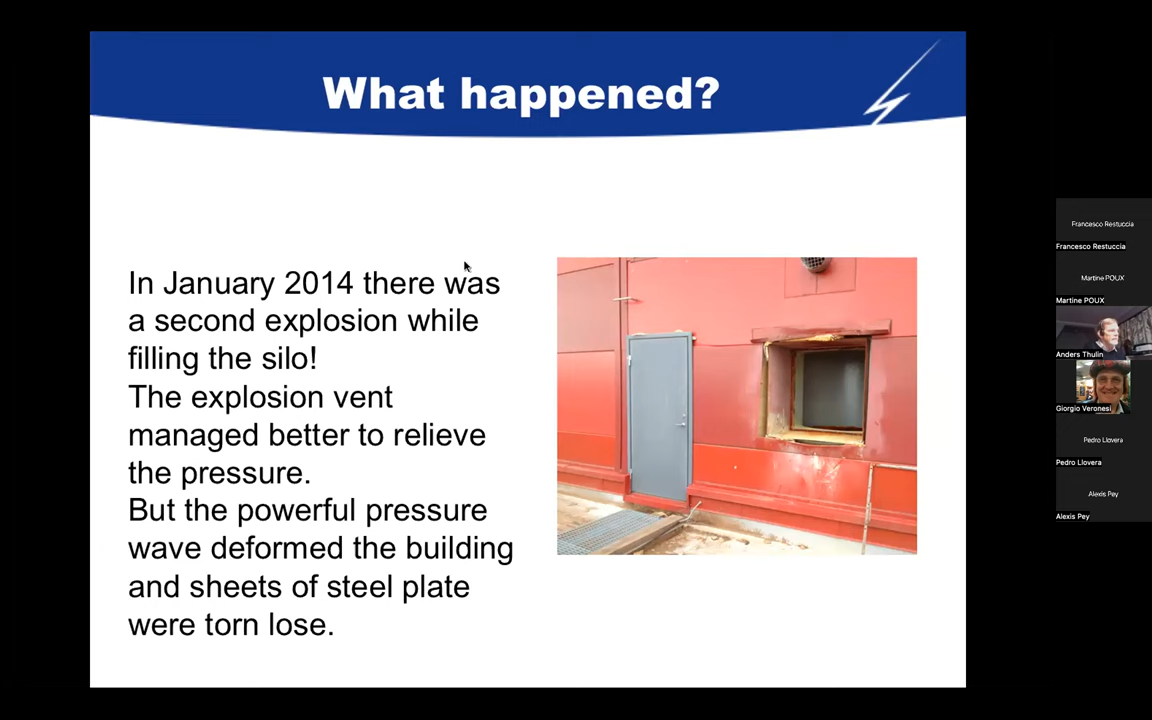 What happened?
In January 2014 there was
a second explosion while
filling the silo!
The explosion vent
managed better to relieve
the pressure.
But the powerful pressure
wave deformed the building
and sheets of steel plate
were torn lose.
Francesco Restuccia
Francesco Restuccia
Martine POUX
Martine POUX
Anders Thulin
Giorgio Veronesi
Pedro Llovera
Pedro Llovera
Alexis Pey
Alexis Pey